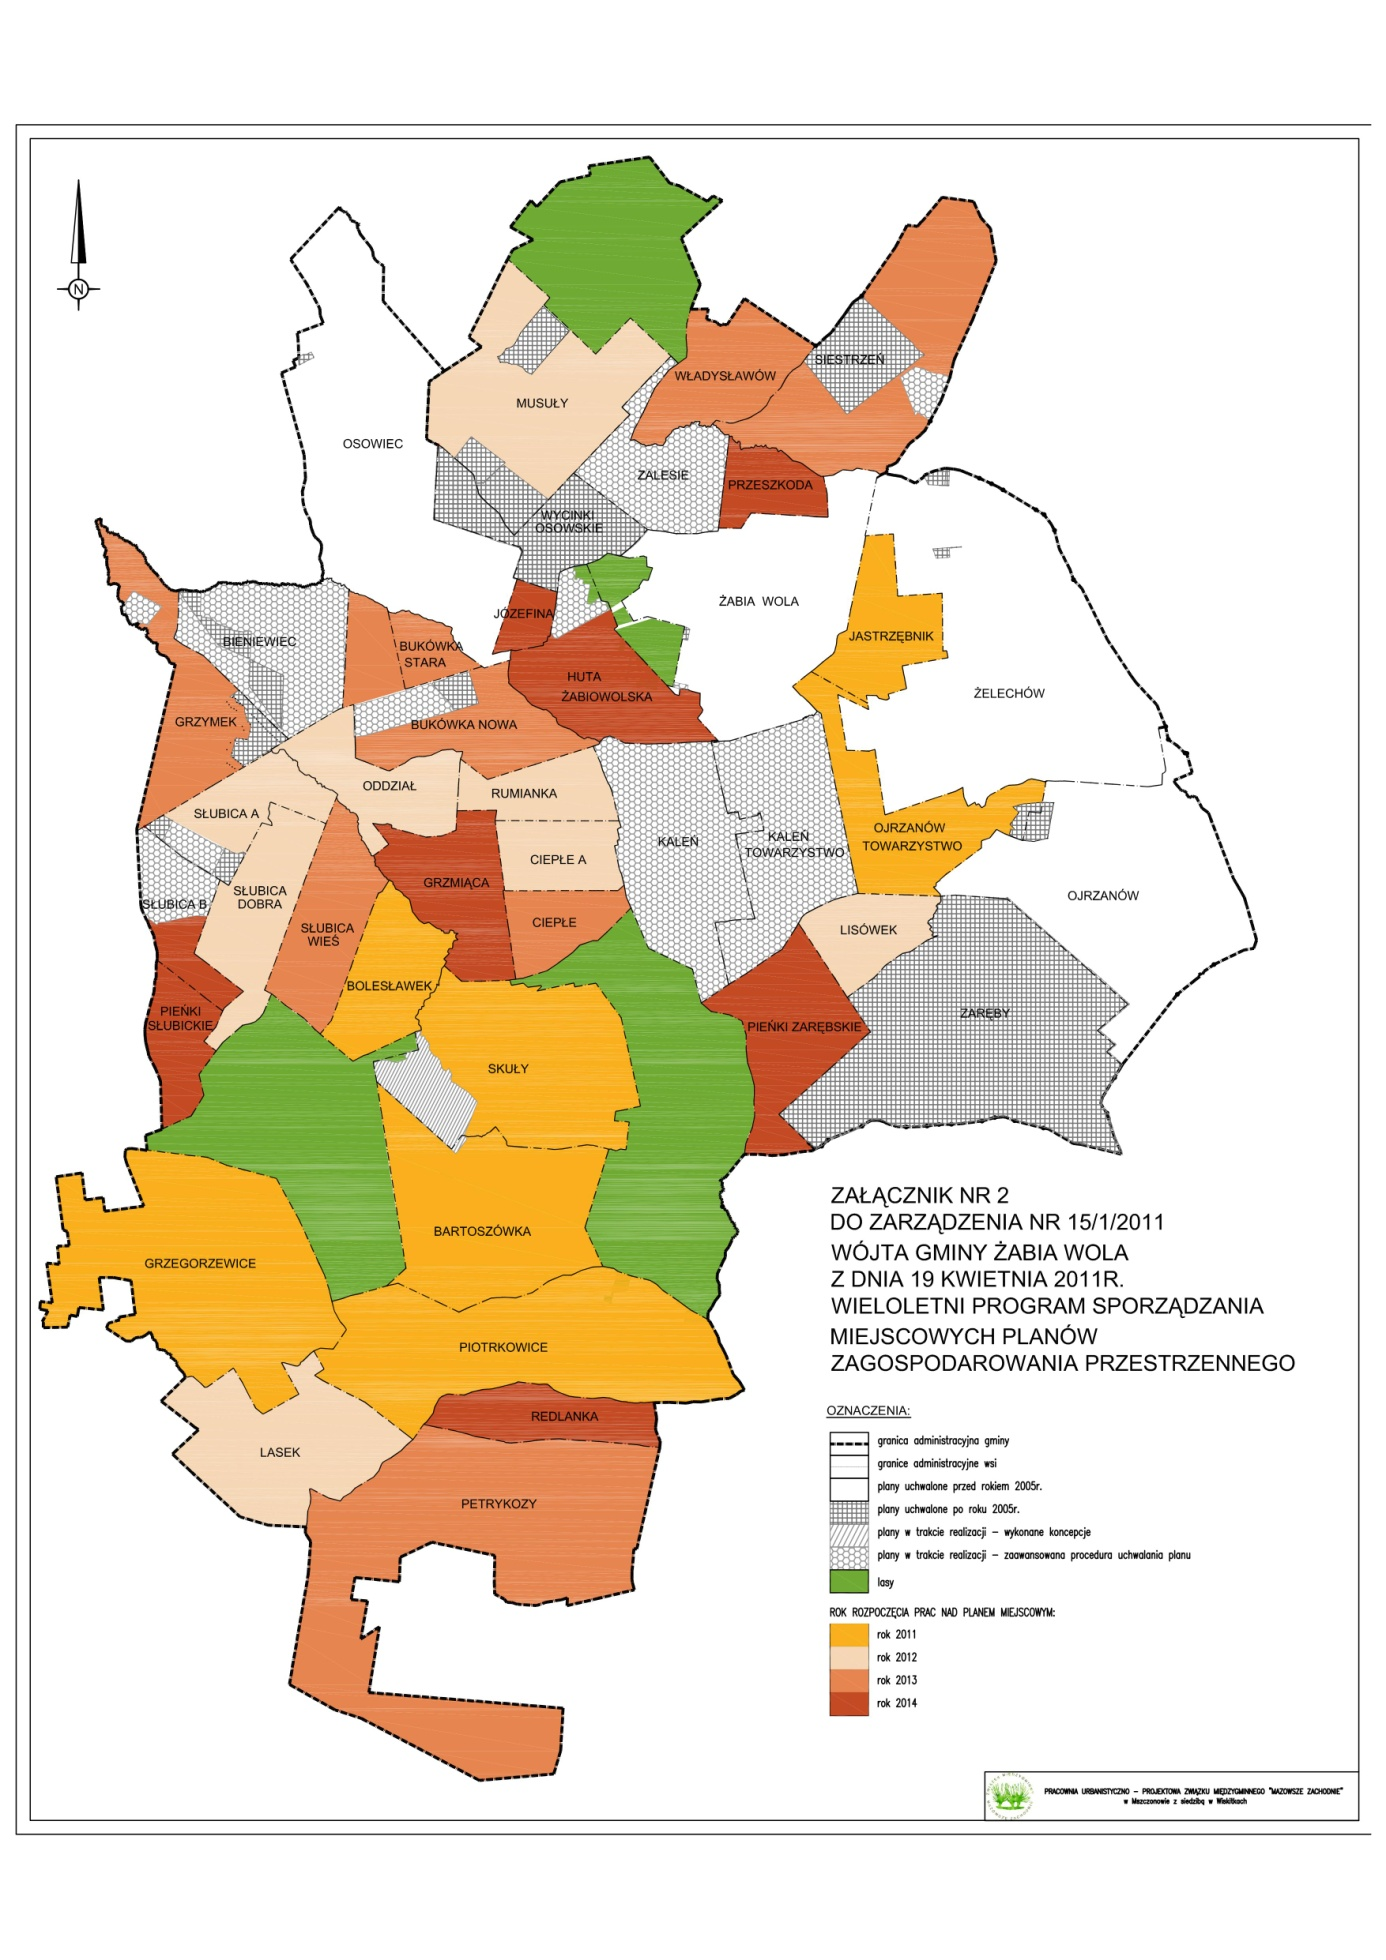 N
OSOWIEC
MUSUŁY
WŁADYSŁAWÓW
SIESTRZEŃ
ZALESIE
PRZESZKODA
WYCINKI
OSOWSKIE
ŻABIA WOLA
JÓZEFINA
JASTRZĘBNIK
BIENIEWIEC
BUKÓWKA
STARA
HUTA
ŻABIOWOLSKA
ŻELECHÓW
GRZYMEK
BUKÓWKA NOWA
ODDZIAŁ
RUMIANKA
SŁUBICA A
KALEŃ
KALEŃ
TOWARZYSTWO
OJRZANÓW
TOWARZYSTWO
CIEPŁE A
GRZMIĄCA
SŁUBICA
DOBRA
SŁUBICA B
OJRZANÓW
CIEPŁE
SŁUBICA
WIEŚ
LISÓWEK
BOLESŁAWEK
PIEŃKI
SŁUBICKIE
PIEŃKI ZARĘBSKIE
ZARĘBY
SKUŁY
BARTOSZÓWKA
GRZEGORZEWICE
PIOTRKOWICE
REDLANKA
LASEK
PETRYKOZY
ZAŁĄCZNIK NR 2
DO ZARZĄDZENIA NR 15/1/2011
WÓJTA GMINY ŻABIA WOLA
Z DNIA 19 KWIETNIA 2011R.
WIELOLETNI PROGRAM SPORZĄDZANIA
MIEJSCOWYCH PLANÓW
ZAGOSPODAROWANIA PRZESTRZENNEGO
OZNACZENIA:
granica administracyjna gminy
granice administracyjne wsi
plany uchwalone przed rokiem 2005r.
plany uchwalone po roku 2005r.
plany w trakcie realizacji – wykonane koncepcje
plany w trakcie realizacji – zaawansowana procedura uchwalania planu
lasy
ROK ROZPOCZĘCIA PRAC NAD PLANEM MIEJSCOWYM:
rok 2011
rok 2012
rok 2013
rok 2014
PRACOWNIA URBANISTYCZNO – PROJEKTOWA ZWIĄZKU MIĘDZYGMINNEGO "MAZOWSZE ZACHODNIE"
w Mszczonowie z siedzibą w Wiskitkach